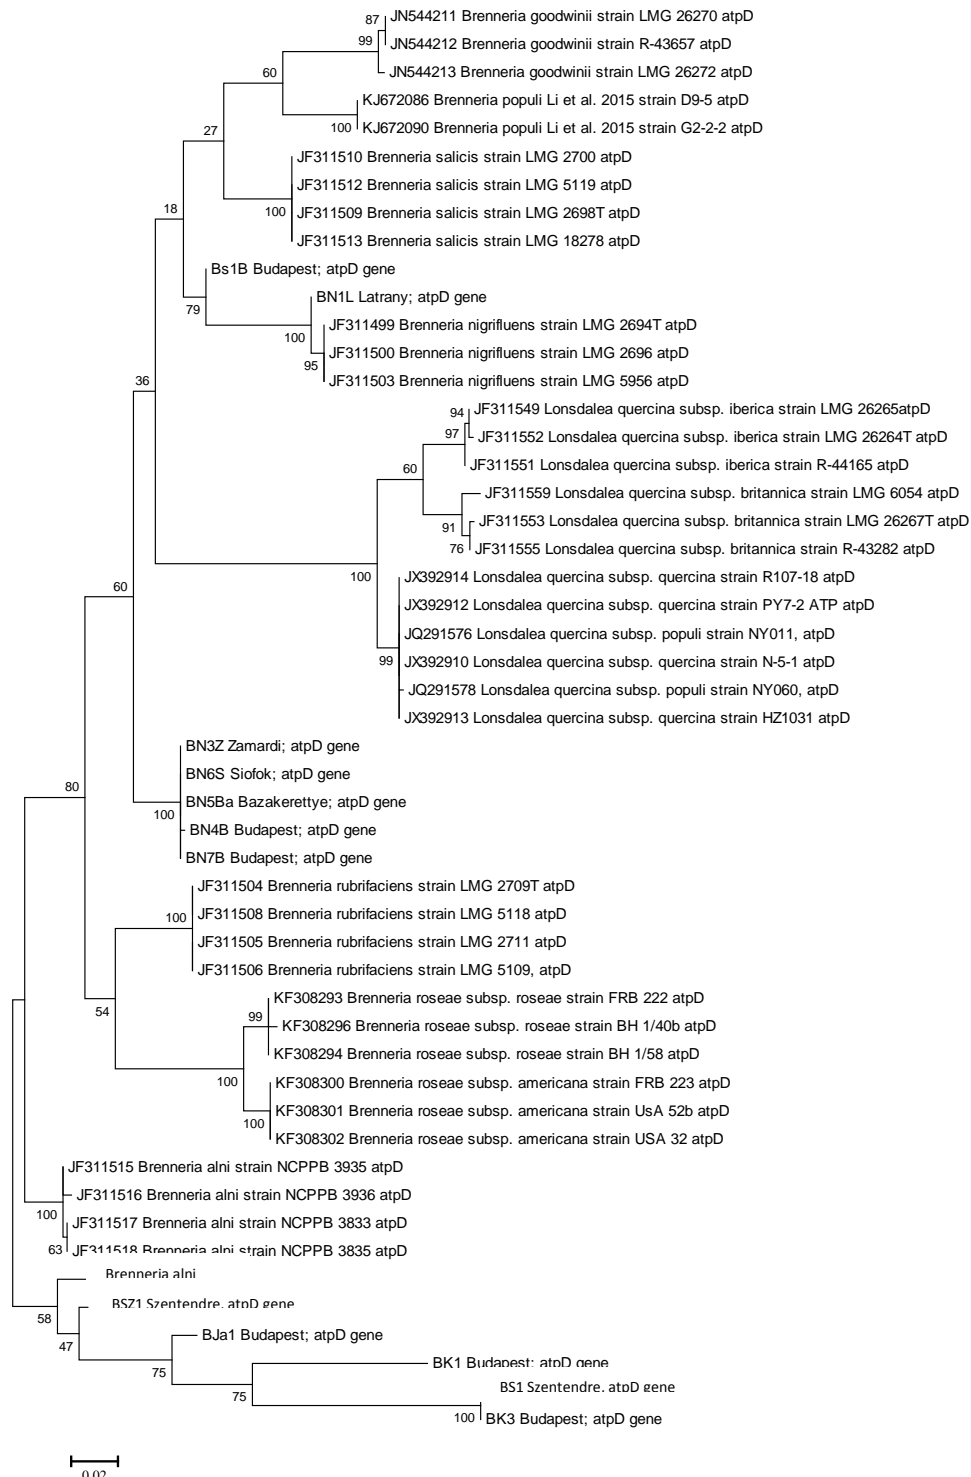 87
JN544211 Brenneria goodwinii strain LMG 26270 atpD
99
JN544212 Brenneria goodwinii strain R-43657 atpD
60
JN544213 Brenneria goodwinii strain LMG 26272 atpD
KJ672086 Brenneria populi Li et al. 2015 strain D9-5 atpD
100
KJ672090 Brenneria populi Li et al. 2015 strain G2-2-2 atpD
27
JF311510 Brenneria salicis strain LMG 2700 atpD
JF311512 Brenneria salicis strain LMG 5119 atpD
18
100
JF311509 Brenneria salicis strain LMG 2698T atpD
JF311513 Brenneria salicis strain LMG 18278 atpD
Bs1B Budapest; atpD gene
79
BN1L Latrany; atpD gene
100
JF311499 Brenneria nigrifluens strain LMG 2694T atpD
JF311500 Brenneria nigrifluens strain LMG 2696 atpD
95
36
JF311503 Brenneria nigrifluens strain LMG 5956 atpD
94
JF311549 Lonsdalea quercina subsp. iberica strain LMG 26265atpD
97
JF311552 Lonsdalea quercina subsp. iberica strain LMG 26264T atpD
60
JF311551 Lonsdalea quercina subsp. iberica strain R-44165 atpD
JF311559 Lonsdalea quercina subsp. britannica strain LMG 6054 atpD
91
JF311553 Lonsdalea quercina subsp. britannica strain LMG 26267T atpD
76
JF311555 Lonsdalea quercina subsp. britannica strain R-43282 atpD
100
JX392914 Lonsdalea quercina subsp. quercina strain R107-18 atpD
60
JX392912 Lonsdalea quercina subsp. quercina strain PY7-2 ATP atpD
JQ291576 Lonsdalea quercina subsp. populi strain NY011, atpD
99
JX392910 Lonsdalea quercina subsp. quercina strain N-5-1 atpD
JQ291578 Lonsdalea quercina subsp. populi strain NY060, atpD
JX392913 Lonsdalea quercina subsp. quercina strain HZ1031 atpD
BN3Z Zamardi; atpD gene
BN6S Siofok; atpD gene
80
BN5Ba Bazakerettye; atpD gene
100
BN4B Budapest; atpD gene
BN7B Budapest; atpD gene
JF311504 Brenneria rubrifaciens strain LMG 2709T atpD
100
JF311508 Brenneria rubrifaciens strain LMG 5118 atpD
JF311505 Brenneria rubrifaciens strain LMG 2711 atpD
JF311506 Brenneria rubrifaciens strain LMG 5109, atpD
54
KF308293 Brenneria roseae subsp. roseae strain FRB 222 atpD
99
KF308296 Brenneria roseae subsp. roseae strain BH 1/40b atpD
KF308294 Brenneria roseae subsp. roseae strain BH 1/58 atpD
100
KF308300 Brenneria roseae subsp. americana strain FRB 223 atpD
KF308301 Brenneria roseae subsp. americana strain UsA 52b atpD
100
KF308302 Brenneria roseae subsp. americana strain USA 32 atpD
JF311515 Brenneria alni strain NCPPB 3935 atpD
JF311516 Brenneria alni strain NCPPB 3936 atpD
100
JF311517 Brenneria alni strain NCPPB 3833 atpD
63
JF311518 Brenneria alni strain NCPPB 3835 atpD
Brenneria alni
BSZ1 Szentendre, atpD gene
58
BJa1 Budapest; atpD gene
47
BK1 Budapest; atpD gene
75
BS1 Szentendre, atpD gene
75
BK3 Budapest; atpD gene
100
0.02